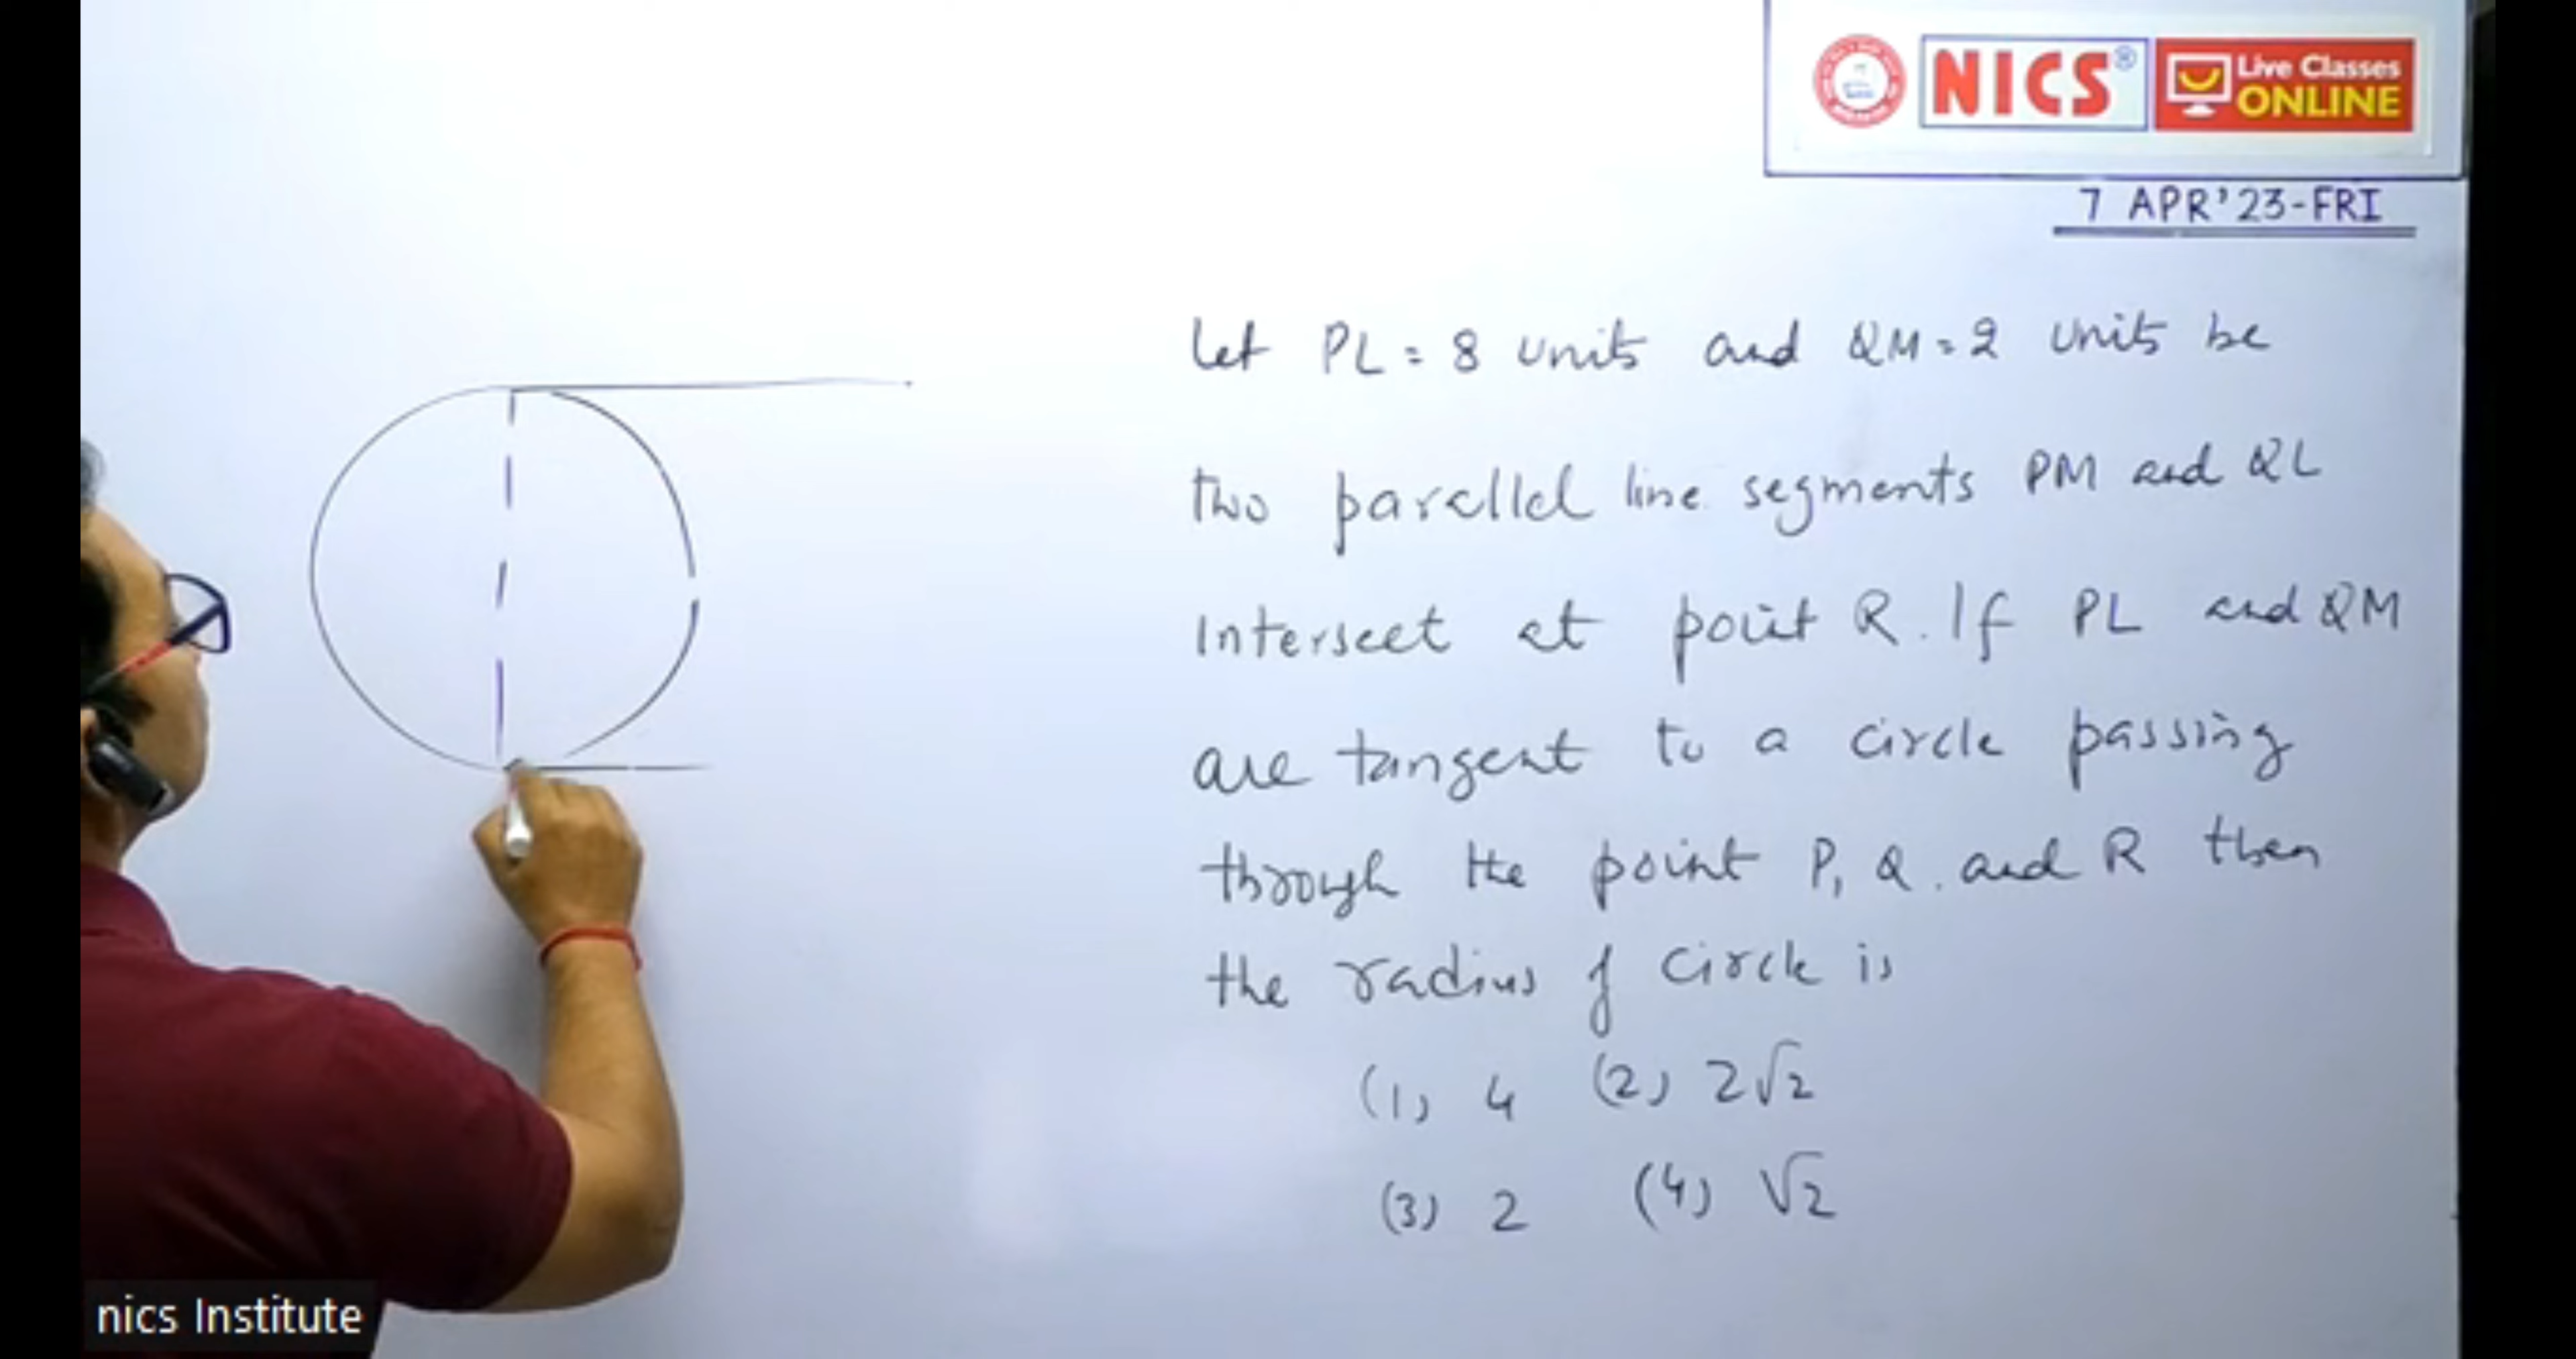 NICS®
Live Classes
ONLINE
7 APR'23-FRI
Let PL = 8 units and QM = 2 units be
two parallel line segments PM and QL
intersect at point R. If PL and QM
are tangent to a circle passing
through the point P, Q. and R then
the radius of circle is
(1) 4 (2) 2√2
(3) 2 (4) √2
nics Institute